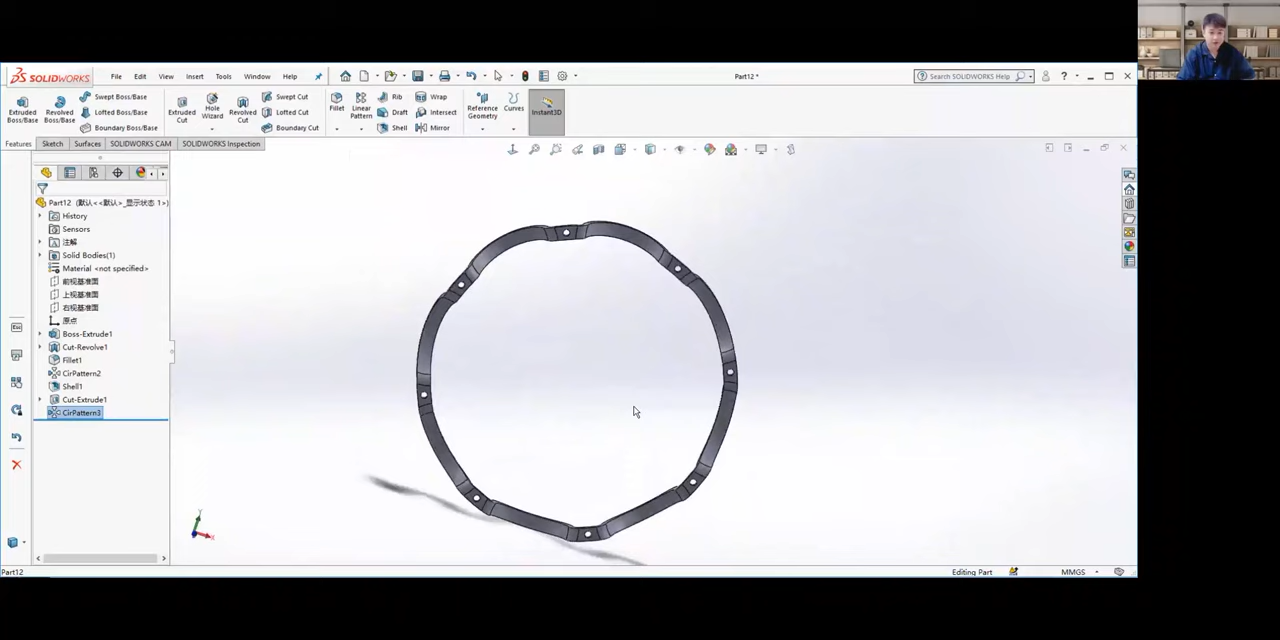 SOLIDWORKS File Edit View Insert Tools Window Help Part12 * Search SOLIDWORKS Help
Extruded Boss/Base Revolved Boss/Base Swept Boss/Base Lofted Boss/Base Boundary Boss/Base Extruded Cut Hole Wizard Revolved Cut Swept Cut Lofted Cut Boundary Cut Fillet Linear Pattern Rib Draft Shell Wrap Intersect Mirror Reference Geometry Curves Instant3D
Features Sketch Surfaces SOLIDWORKS CAM SOLIDWORKS Inspection
Part12 (默认<<默认>_显示状态 1>)
History
Sensors
注解
Solid Bodies(1)
Material <not specified>
前视基准面
上视基准面
右视基准面
原点
Boss-Extrude1
Cut-Revolve1
Fillet1
CirPattern2
Shell1
Cut-Extrude1
CirPattern3
Part12 Editing Part MMGS